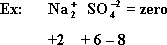 Ex: Na₂⁺ SO₄⁻² = zero
+2 + 6 – 8